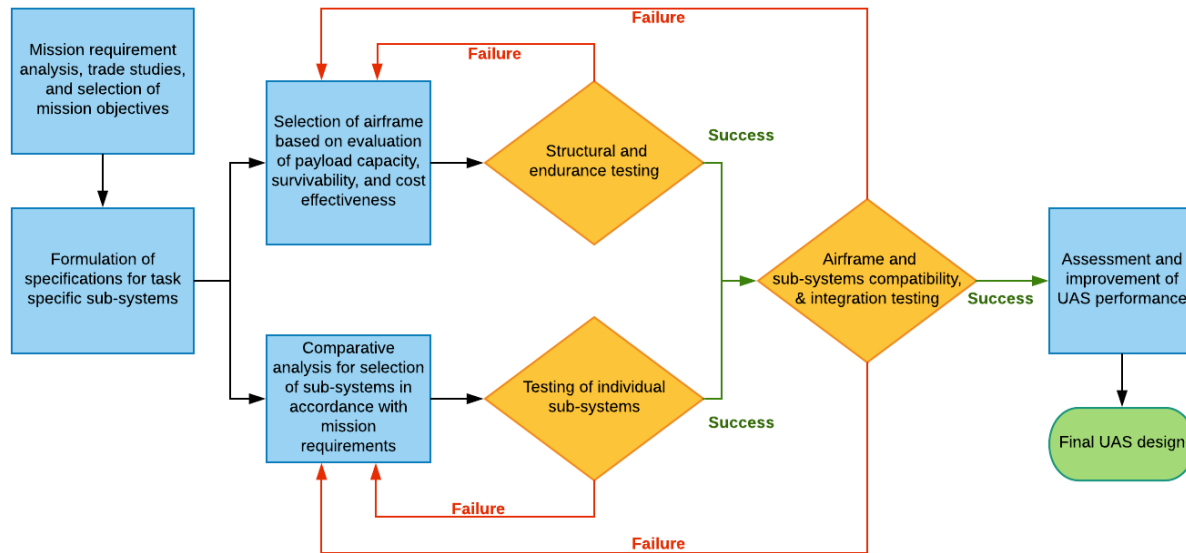 Failure
Mission requirement
analysis, trade studies,
and selection of
mission objectives
Failure
Selection of airframe
based on evaluation
of payload capacity,
survivability, and cost
effectiveness
Structural and
endurance testing
Success
Formulation of
specifications for task
specific sub-systems
Airframe and
sub-systems compatibility,
& integration testing
Success
Assessment and
improvement of
UAS performance
Comparative
analysis for selection
of sub-systems in
accordance with
mission
requirements
Testing of individual
sub-systems
Success
Final UAS design
Failure
Failure